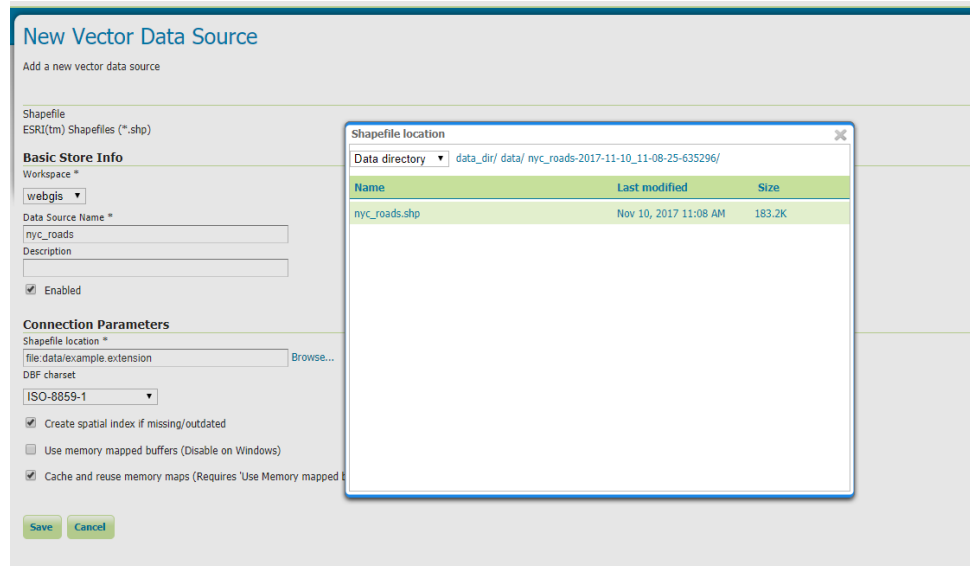 New Vector Data Source
Add a new vector data source
Shapefile
ESRI(tm) Shapefiles (*.shp)
Basic Store Info
Workspace *
webgis
Data Source Name *
nyc_roads
Description
Enabled
Connection Parameters
Shapefile location *
file:data/example.extension Browse...
DBF charset
ISO-8859-1
Create spatial index if missing/outdated
Use memory mapped buffers (Disable on Windows)
Cache and reuse memory maps (Requires 'Use Memory mapped
Save Cancel
Shapefile location
Data directory data_dir/ data/ nyc_roads-2017-11-10_11-08-25-635296/
Name Last modified Size
nyc_roads.shp Nov 10, 2017 11:08 AM 183.2K